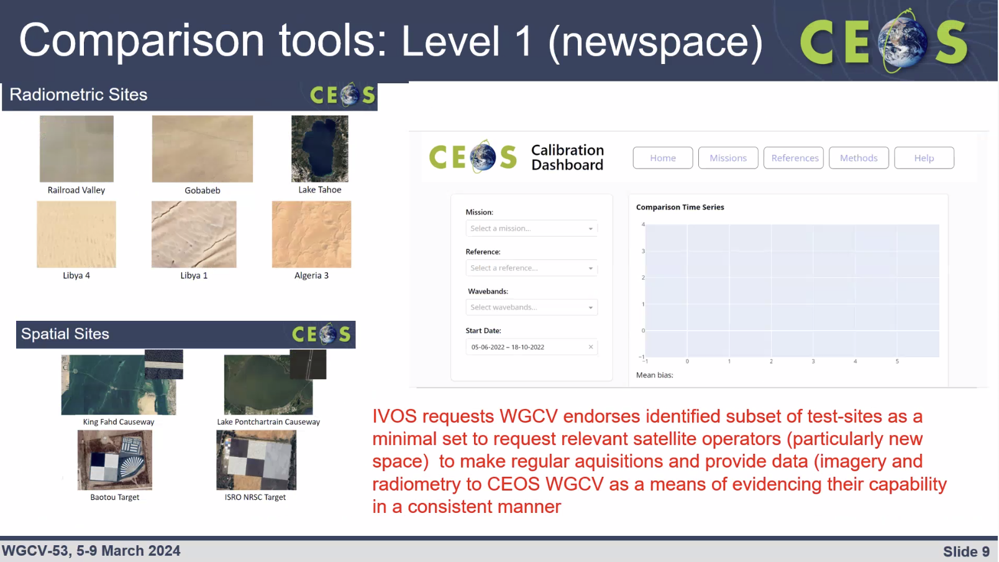 Comparison tools: Level 1 (newspace)
CEOS
Radiometric Sites
CEOS
Railroad Valley
Gobabeb
Lake Tahoe
Libya 4
Libya 1
Algeria 3
Spatial Sites
CEOS
King Fahd Causeway
Lake Pontchartrain Causeway
Baotou Target
ISRO NRSC Target
CEOS
Calibration
Dashboard
Home
Missions
References
Methods
Help
Mission:
Select a mission...
Reference:
Select a reference...
Wavebands:
Select wavebands...
Start Date:
05-06-2022 – 18-10-2022 ×
Comparison Time Series
4
3
2
1
0
−1
−1 0 1 2 3 4 5
Mean bias:
IVOS requests WGCV endorses identified subset of test-sites as a
minimal set to request relevant satellite operators (particularly new
space) to make regular aquisitions and provide data (imagery and
radiometry to CEOS WGCV as a means of evidencing their capability
in a consistent manner
WGCV-53, 5-9 March 2024
Slide 9